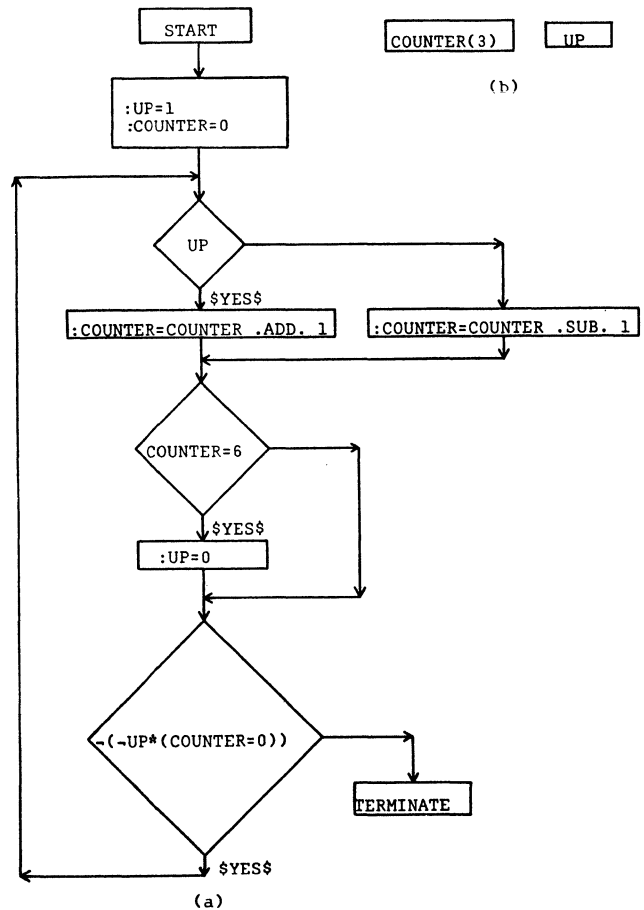 START
COUNTER(3)
UP
(b)
:UP=1
:COUNTER=0
UP
$YES$
:COUNTER=COUNTER .ADD. 1
:COUNTER=COUNTER .SUB. 1
COUNTER=6
$YES$
:UP=0
¬(¬UP*(COUNTER=0))
TERMINATE
$YES$
(a)